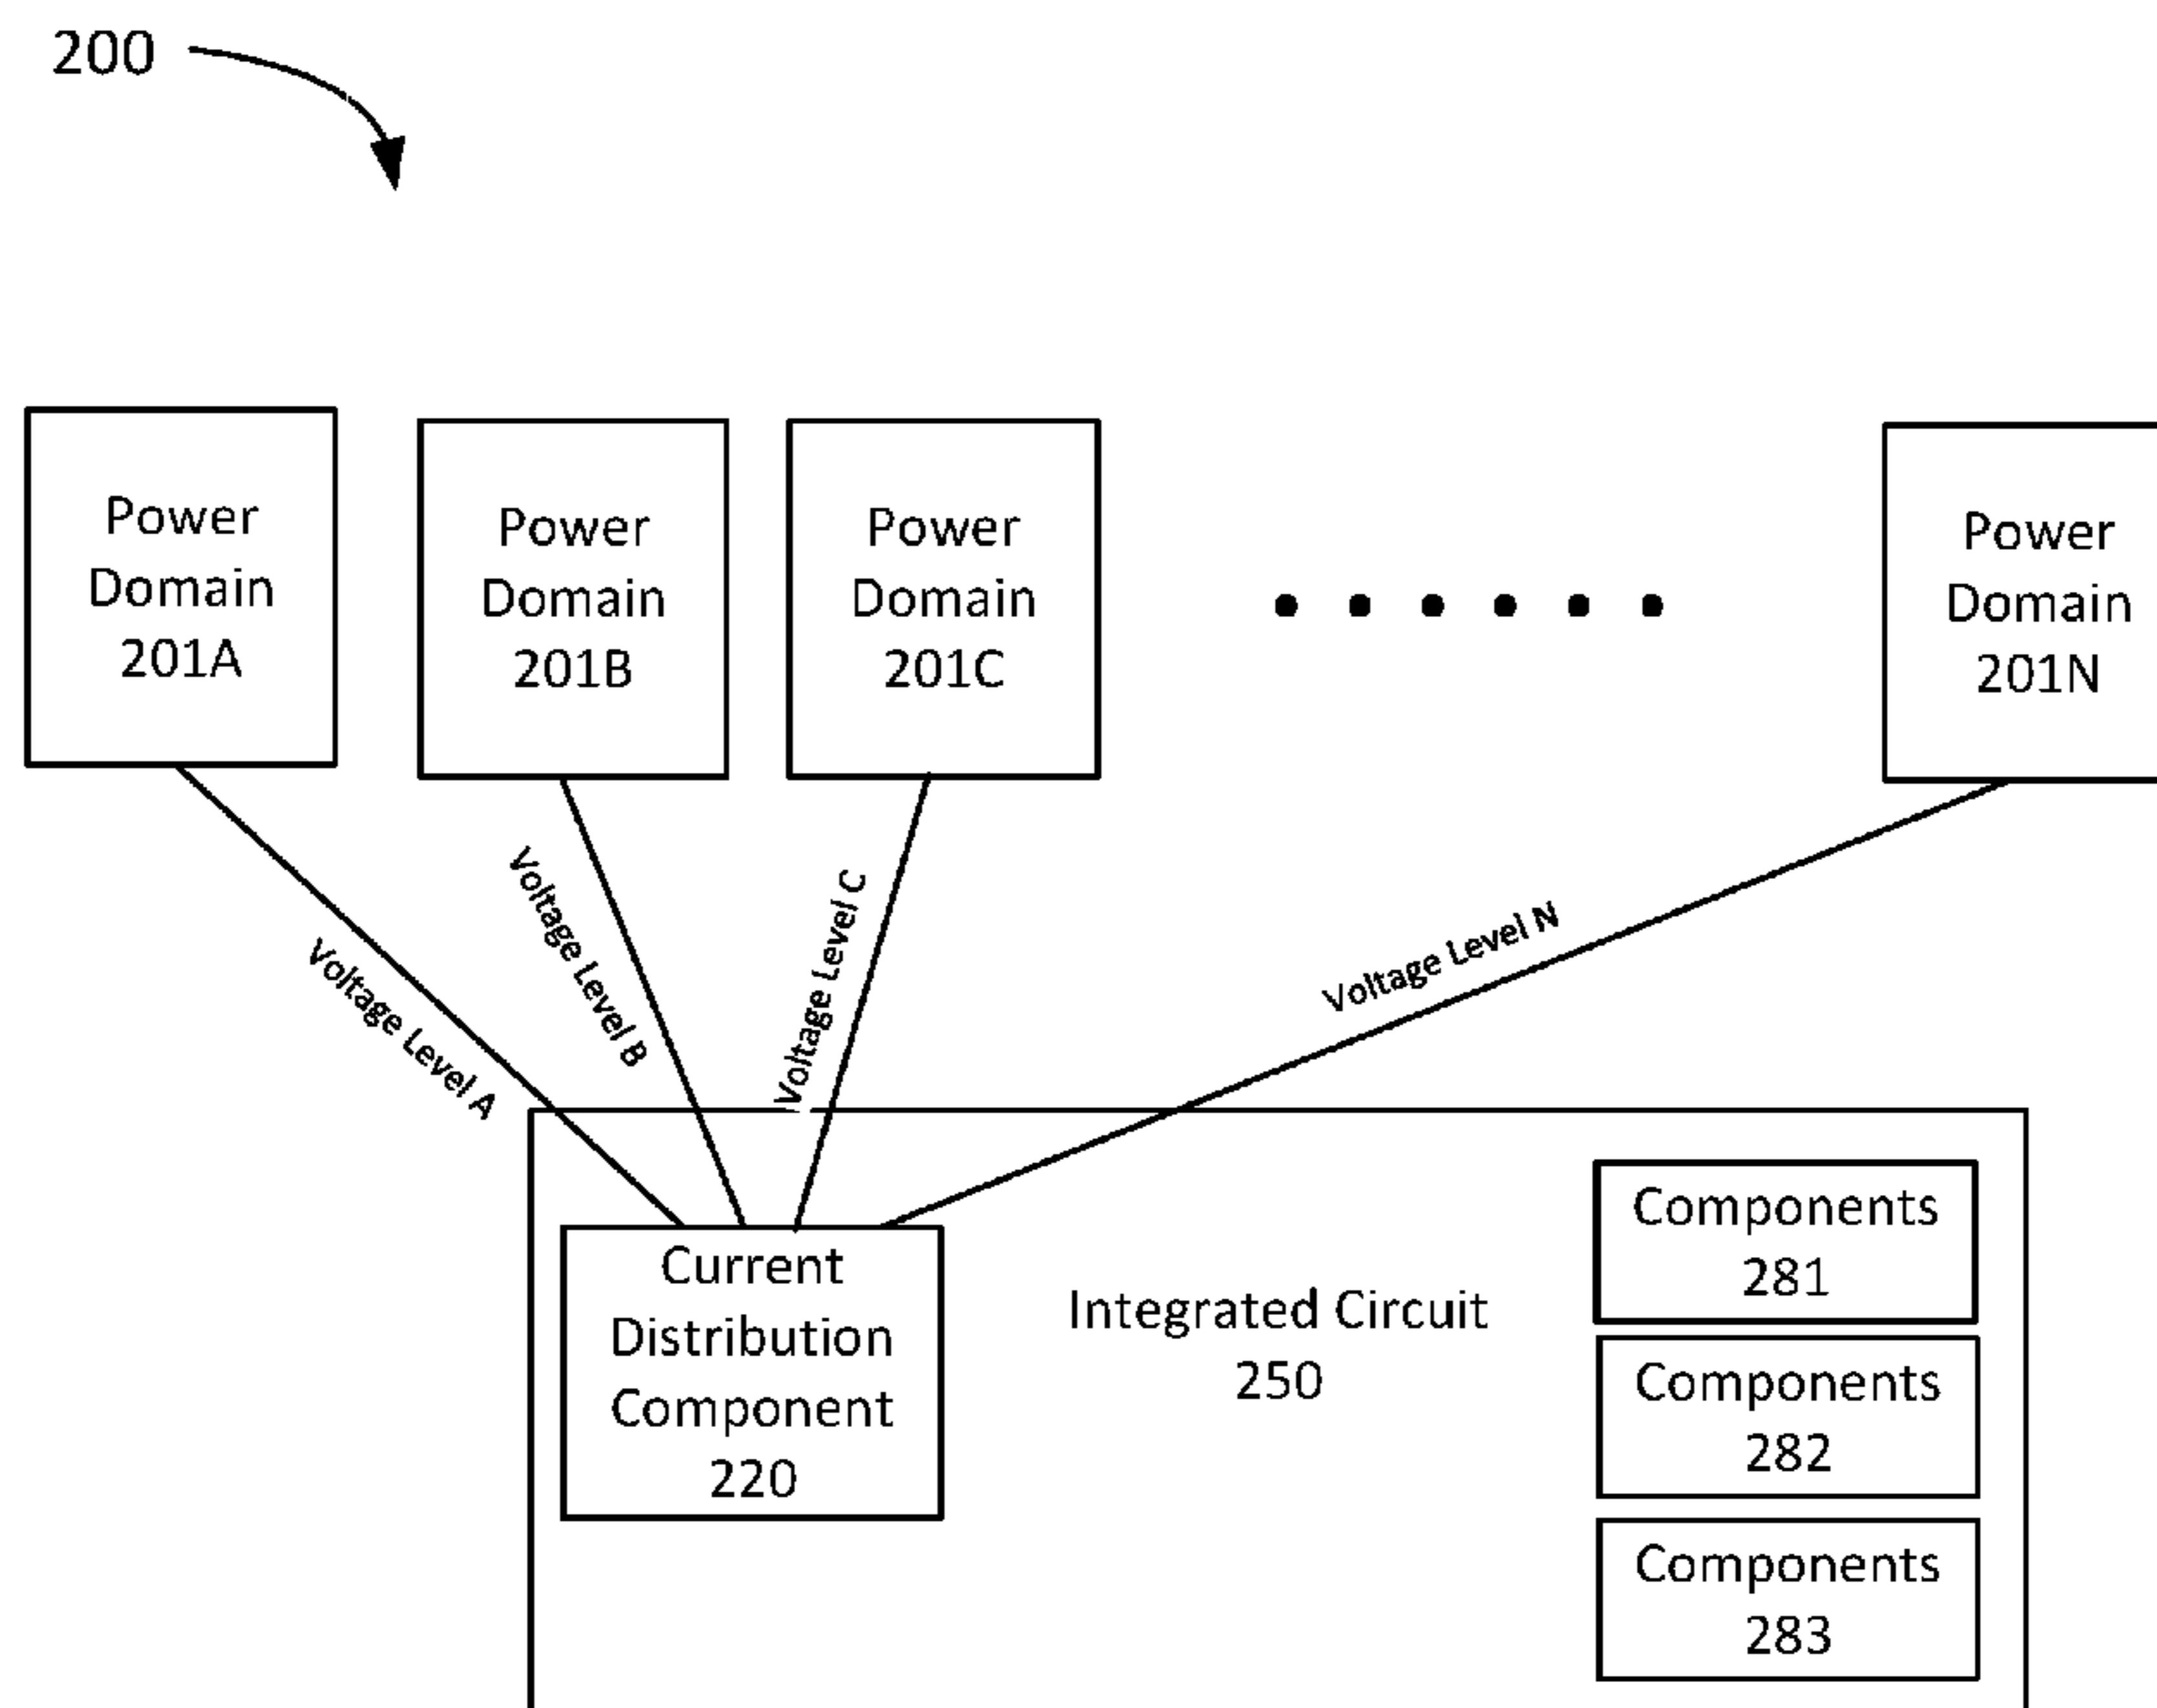 200
Power
Domain
201A
Power
Domain
201B
Power
Domain
201C
Power
Domain
201N
Voltage Level A
Voltage Level B
Voltage Level C
Voltage Level N
Current
Distribution
Component
220
Integrated Circuit
250
Components
281
Components
282
Components
283